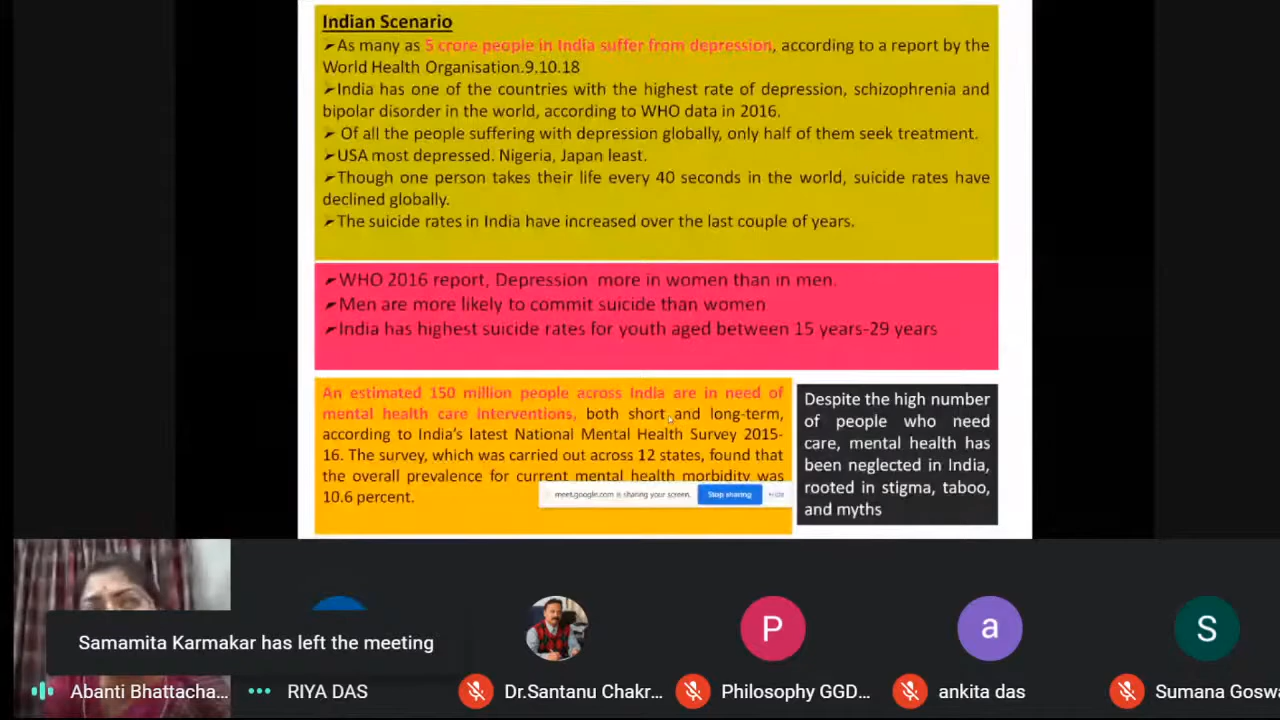 Indian Scenario
➤As many as 5 crore people in India suffer from depression, according to a report by the
World Health Organisation.9.10.18
➤India has one of the countries with the highest rate of depression, schizophrenia and
bipolar disorder in the world, according to WHO data in 2016.
➤ Of all the people suffering with depression globally, only half of them seek treatment.
➤USA most depressed. Nigeria, Japan least.
➤Though one person takes their life every 40 seconds in the world, suicide rates have
declined globally.
➤The suicide rates in India have increased over the last couple of years.
➤WHO 2016 report, Depression more in women than in men.
➤Men are more likely to commit suicide than women
➤India has highest suicide rates for youth aged between 15 years-29 years
An estimated 150 million people across India are in need of
mental health care interventions, both short and long-term,
according to India's latest National Mental Health Survey 2015-
16. The survey, which was carried out across 12 states, found that
the overall prevalence for current mental health morbidity was
10.6 percent.
meet.google.com is sharing your screen. Stop sharing Hide
Despite the high number
of people who need
care, mental health has
been neglected in India,
rooted in stigma, taboo,
and myths
Samamita Karmakar has left the meeting
P
a
S
Abanti Bhattacha...
RIYA DAS
Dr.Santanu Chakr...
Philosophy GGD...
ankita das
Sumana Gosw